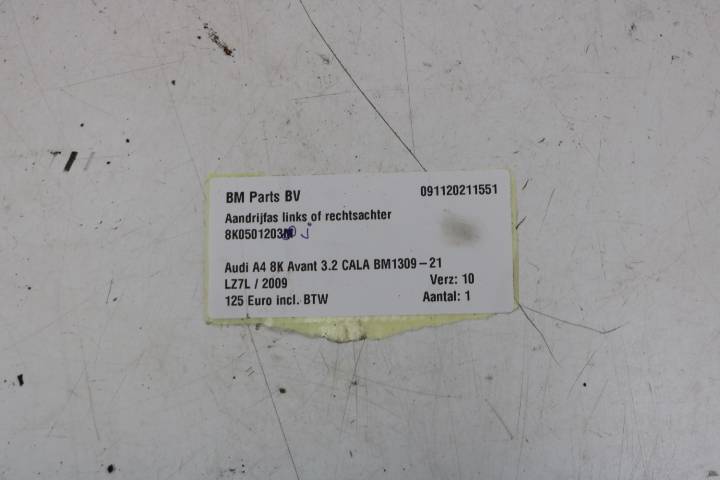 BM Parts BV 091120211551
Aandrijfas links of rechtsachter
8K0501203
Audi A4 8K Avant 3.2 CALA BM1309-21
LZ7L / 2009 Verz: 10
125 Euro incl. BTW Aantal: 1